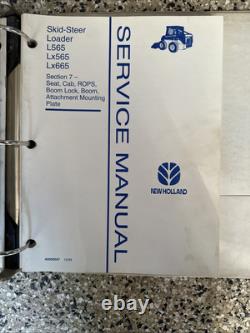 Skid-Steer
Loader
L565
Lx565
Lx665
Section 7 –
Seat, Cab, ROPS,
Boom Lock, Boom,
Attachment Mounting
Plate
SERVICE MANUAL
NEW HOLLAND